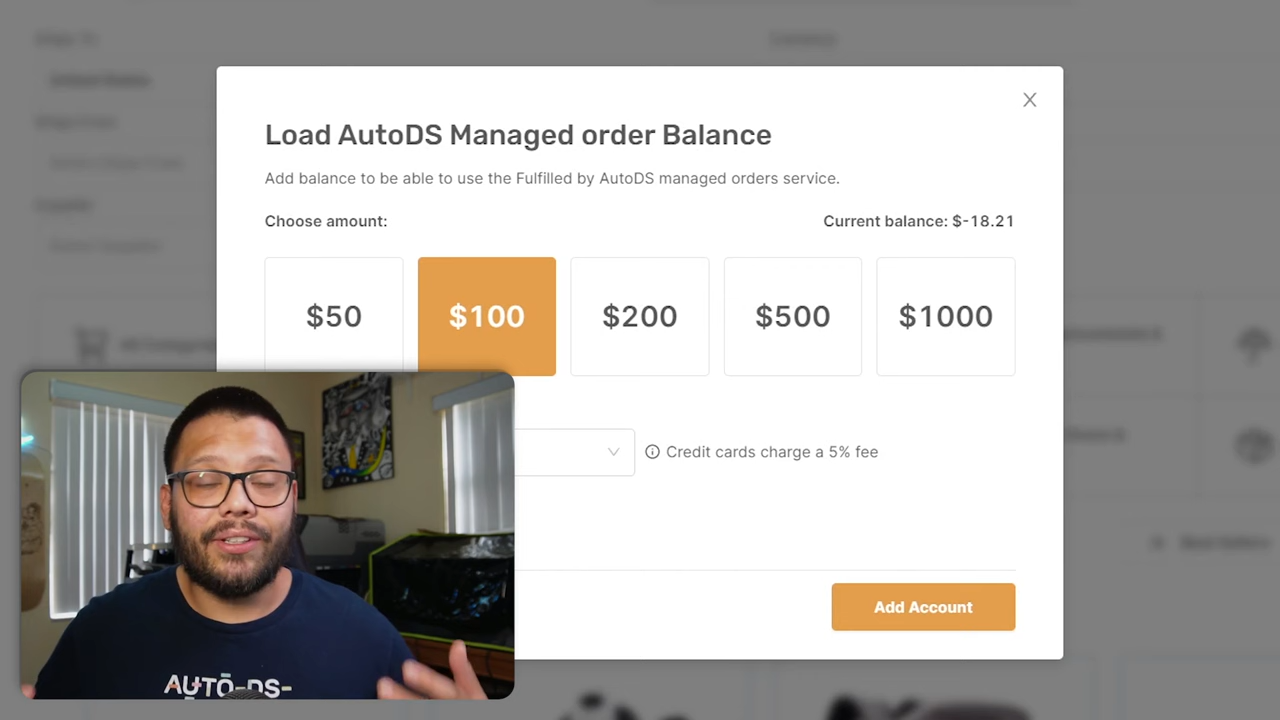 Load AutoDS Managed order Balance
Add balance to be able to use the Fulfilled by AutoDS managed orders service.
Choose amount:
Current balance: $-18.21
$50
$100
$200
$500
$1000
Credit cards charge a 5% fee
Add Account
AUTO-DS-